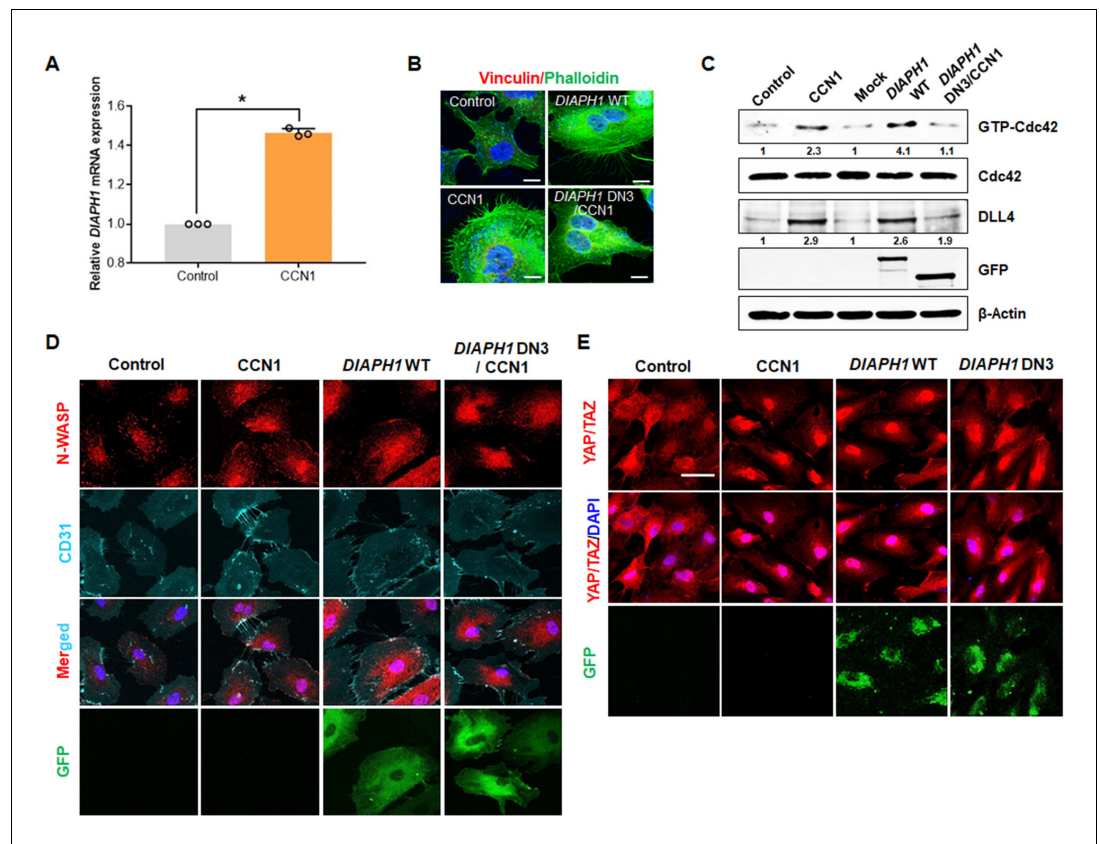 A
Relative DIAPH1 mRNA expression
1.6
1.4
1.2
1.0
0.8
*
Control
CCN1
B
Vinculin/Phalloidin
Control
DIAPH1 WT
CCN1
DIAPH1 DN3
/CCN1
C
Control
CCN1
Mock
DIAPH1
WT
DIAPH1
DN3/CCN1
GTP-Cdc42
1 2.3 1 4.1 1.1
Cdc42
DLL4
1 2.9 1 2.6 1.9
GFP
β-Actin
D
Control
CCN1
DIAPH1 WT
DIAPH1 DN3
/ CCN1
N-WASP
CD31
Merged
GFP
E
Control
CCN1
DIAPH1 WT
DIAPH1 DN3
YAP/TAZ
YAP/TAZ/DAPI
GFP